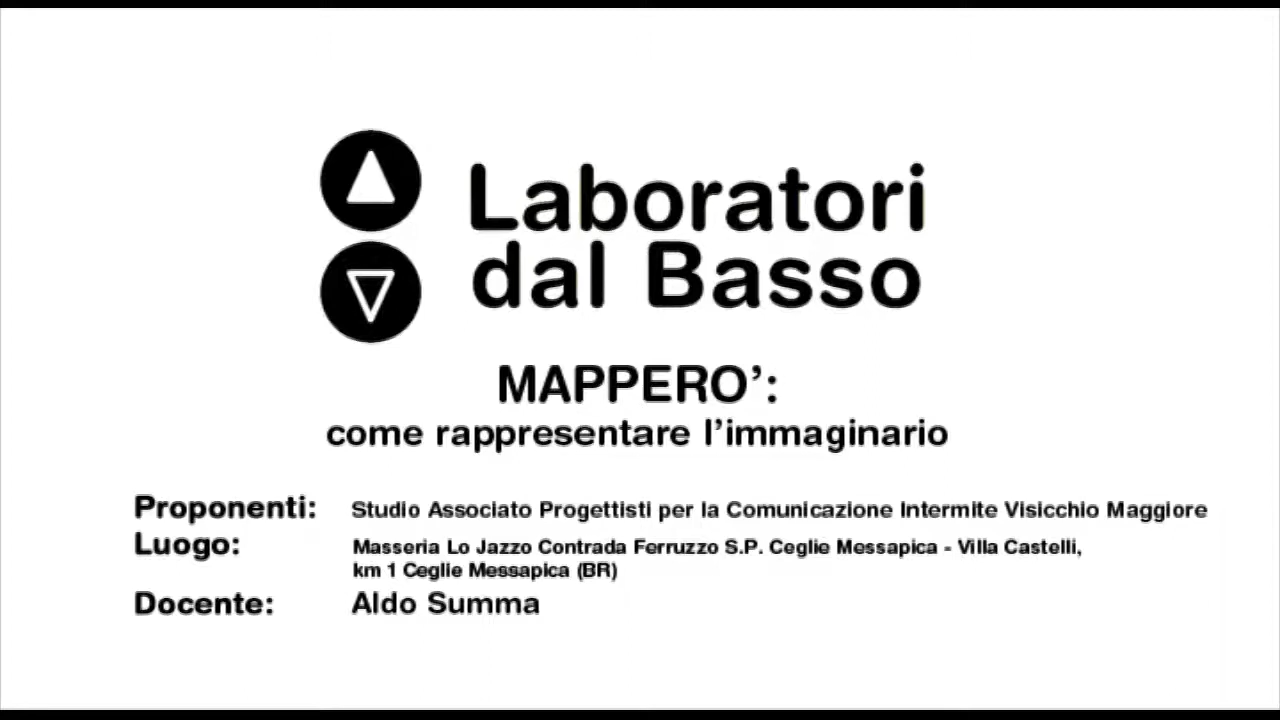 Laboratori
dal Basso
MAPPERO’:
come rappresentare l’immaginario
Proponenti: Studio Associato Progettisti per la Comunicazione Intermite Visicchio Maggiore
Luogo: Masseria Lo Jazzo Contrada Ferruzzo S.P. Ceglie Messapica - Villa Castelli,
km 1 Ceglie Messapica (BR)
Docente: Aldo Summa